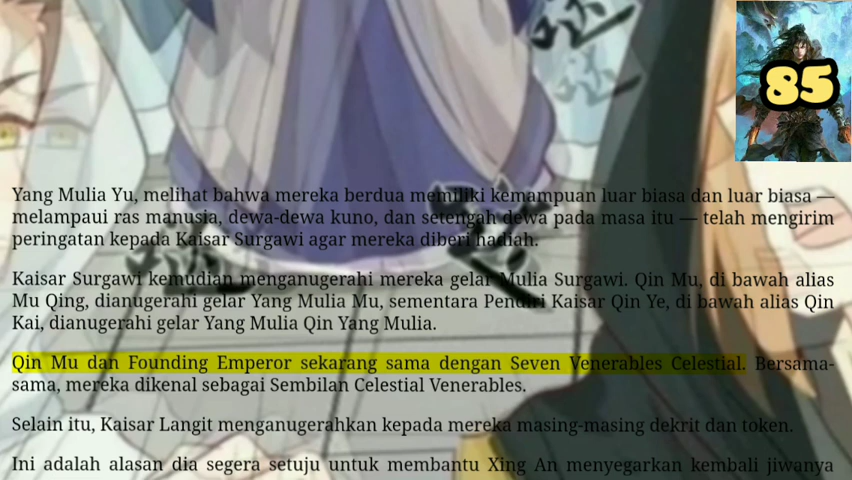 85
Yang Mulia Yu, melihat bahwa mereka berdua memiliki kemampuan luar biasa dan luar biasa —
melampaui ras manusia, dewa-dewa kuno, dan setengah dewa pada masa itu — telah mengirim
peringatan kepada Kaisar Surgawi agar mereka diberi hadiah.
Kaisar Surgawi kemudian menganugerahi mereka gelar Mulia Surgawi. Qin Mu, di bawah alias
Mu Qing, dianugerahi gelar Yang Mulia Mu, sementara Pendiri Kaisar Qin Ye, di bawah alias Qin
Kai, dianugerahi gelar Yang Mulia Qin Yang Mulia.
Qin Mu dan Founding Emperor sekarang sama dengan Seven Venerables Celestial. Bersama-
sama, mereka dikenal sebagai Sembilan Celestial Venerables.
Selain itu, Kaisar Langit menganugerahkan kepada mereka masing-masing dekrit dan token.
Ini adalah alasan dia segera setuju untuk membantu Xing An menyegarkan kembali jiwanya